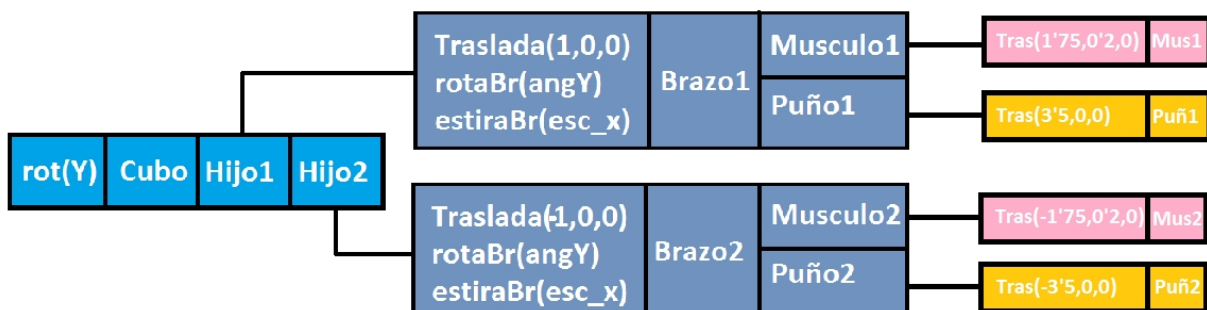 Traslada(1,0,0)
rotaBr(angY)
estiraBr(esc_x)
Brazo1
Musculo1
Puño1
Tras(1'75,0'2,0)
Mus1
Tras(3'5,0,0)
Puñ1
rot(Y)
Cubo
Hijo1
Hijo2
Traslada(-1,0,0)
rotaBr(angY)
estiraBr(esc_x)
Brazo2
Musculo2
Puño2
Tras(-1'75,0'2,0)
Mus2
Tras(-3'5,0,0)
Puñ2